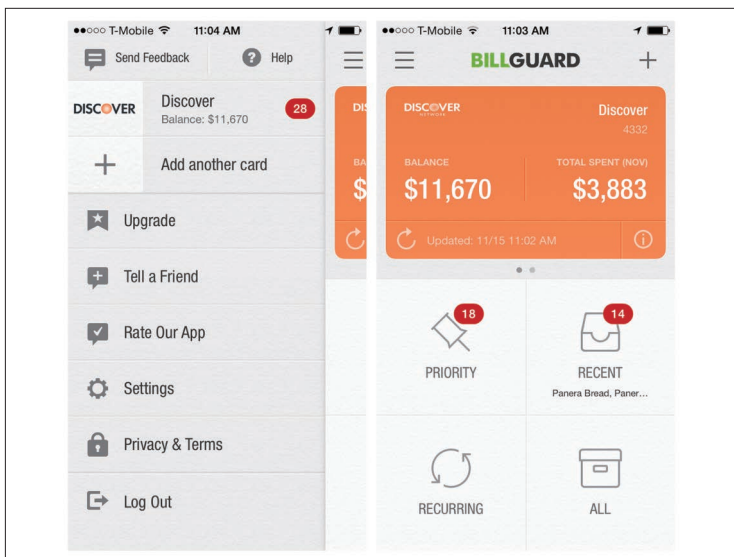 T-Mobile 11:04 AM
Send Feedback Help
DISCOVER Discover 28
Balance: $11,670
Add another card
Upgrade
Tell a Friend
Rate Our App
Settings
Privacy & Terms
Log Out
DIS
BA
$
T-Mobile 11:03 AM
BILLGUARD
DISCOVER Discover
NETWORK 4332
BALANCE TOTAL SPENT (NOV)
$11,670 $3,883
Updated: 11/15 11:02 AM
18 14
PRIORITY RECENT
Panera Bread, Paner...
RECURRING ALL